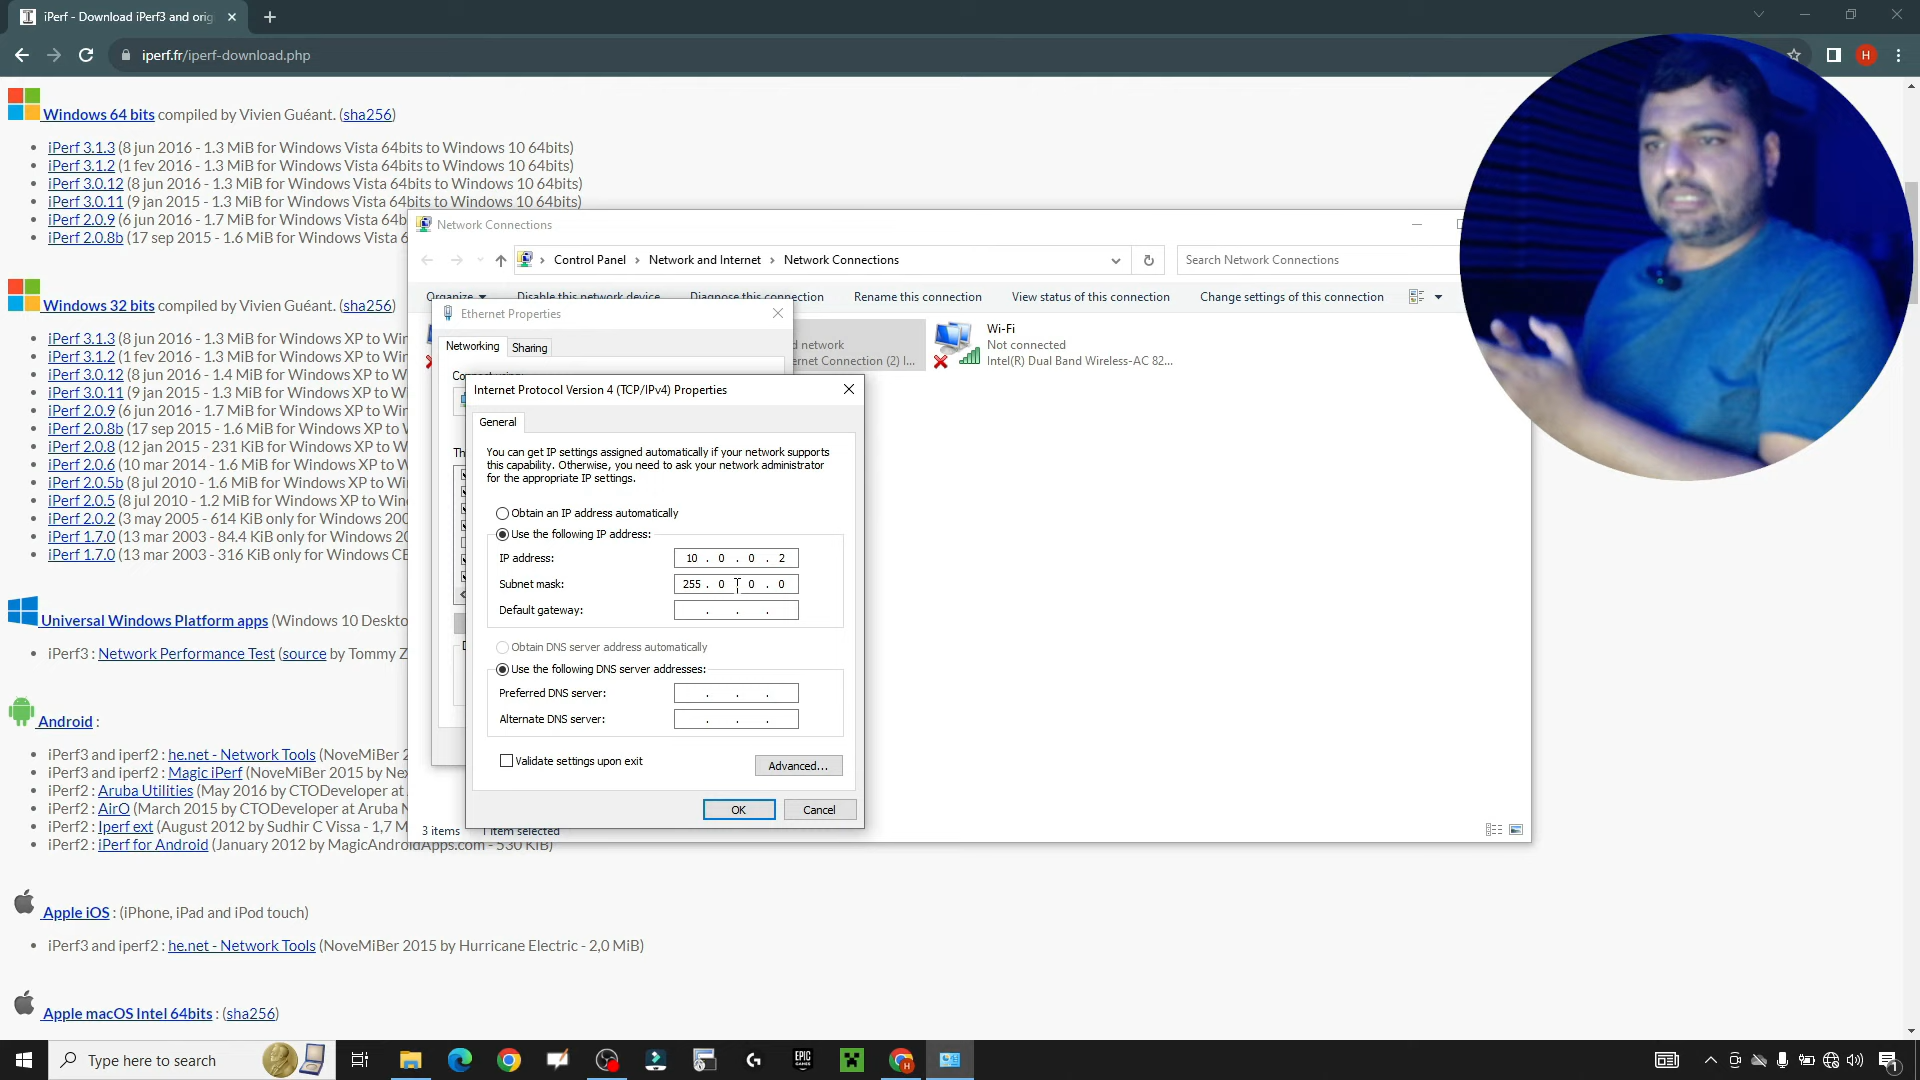 iPerf - Download iPerf3 and orig
iperf.fr/iperf-download.php
H
Windows 64 bits compiled by Vivien Guéant. (sha256)
iPerf 3.1.3 (8 jun 2016 - 1.3 MiB for Windows Vista 64bits to Windows 10 64bits)
iPerf 3.1.2 (1 fev 2016 - 1.3 MiB for Windows Vista 64bits to Windows 10 64bits)
iPerf 3.0.12 (8 jun 2016 - 1.3 MiB for Windows Vista 64bits to Windows 10 64bits)
iPerf 3.0.11 (9 jan 2015 - 1.3 MiB for Windows Vista 64bits to Windows 10 64bits)
iPerf 2.0.9 (6 jun 2016 - 1.7 MiB for Windows Vista 64b
iPerf 2.0.8b (17 sep 2015 - 1.6 MiB for Windows Vista 6
Windows 32 bits compiled by Vivien Guéant. (sha256)
iPerf 3.1.3 (8 jun 2016 - 1.3 MiB for Windows XP to Win
iPerf 3.1.2 (1 fev 2016 - 1.3 MiB for Windows XP to Win
iPerf 3.0.12 (8 jun 2016 - 1.4 MiB for Windows XP to Wi
iPerf 3.0.11 (9 jan 2015 - 1.3 MiB for Windows XP to Wi
iPerf 2.0.9 (6 jun 2016 - 1.7 MiB for Windows XP to Win
iPerf 2.0.8b (17 sep 2015 - 1.6 MiB for Windows XP to W
iPerf 2.0.8 (12 jan 2015 - 231 KiB for Windows XP to W
iPerf 2.0.6 (10 mar 2014 - 1.6 MiB for Windows XP to W
iPerf 2.0.5b (8 jul 2010 - 1.6 MiB for Windows XP to Wi
iPerf 2.0.5 (8 jul 2010 - 1.2 MiB for Windows XP to Win
iPerf 2.0.2 (3 may 2005 - 614 KiB only for Windows 200
iPerf 1.7.0 (13 mar 2003 - 84.4 KiB only for Windows 20
iPerf 1.7.0 (13 mar 2003 - 316 KiB only for Windows CE
Universal Windows Platform apps (Windows 10 Deskto
iPerf3 : Network Performance Test (source by Tommy Z
Android :
iPerf3 and iperf2 : he.net - Network Tools (NoveMiBer 2
iPerf3 and iperf2 : Magic iPerf (NoveMiBer 2015 by Nex
iPerf2 : Aruba Utilities (May 2016 by CTODeveloper at
iPerf2 : AirO (March 2015 by CTODeveloper at Aruba N
iPerf2 : Iperf ext (August 2012 by Sudhir C Vissa - 1,7 M
iPerf2 : iPerf for Android (January 2012 by MagicAndroidApps.com - 530 KiB)
Apple iOS : (iPhone, iPad and iPod touch)
iPerf3 and iperf2 : he.net - Network Tools (NoveMiBer 2015 by Hurricane Electric - 2,0 MiB)
Apple macOS Intel 64bits : (sha256)
Network Connections
Control Panel › Network and Internet › Network Connections
Search Network Connections
Organize
Disable this network device
Diagnose this connection
Rename this connection
View status of this connection
Change settings of this connection
d network
ernet Connection (2) I...
Wi-Fi
Not connected
Intel(R) Dual Band Wireless-AC 82...
3 items
1 item selected
Ethernet Properties
Networking
Sharing
Th
Internet Protocol Version 4 (TCP/IPv4) Properties
General
You can get IP settings assigned automatically if your network supports
this capability. Otherwise, you need to ask your network administrator
for the appropriate IP settings.
Obtain an IP address automatically
Use the following IP address:
IP address: 10 . 0 . 0 . 2
Subnet mask: 255 . 0 . 0 . 0
Default gateway: . . .
Obtain DNS server address automatically
Use the following DNS server addresses:
Preferred DNS server: . . .
Alternate DNS server: . . .
Validate settings upon exit
Advanced...
OK
Cancel
Type here to search
EPIC
GAMES
1